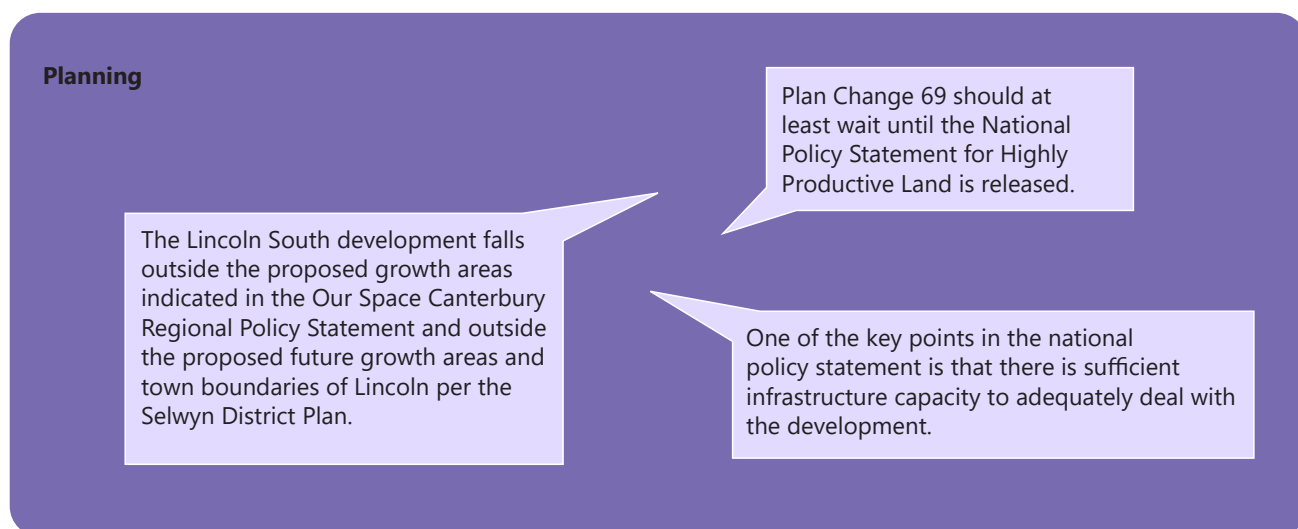 Planning
Plan Change 69 should at
least wait until the National
Policy Statement for Highly
Productive Land is released.
The Lincoln South development falls
outside the proposed growth areas
indicated in the Our Space Canterbury
Regional Policy Statement and outside
the proposed future growth areas and
town boundaries of Lincoln per the
Selwyn District Plan.
One of the key points in the national
policy statement is that there is sufficient
infrastructure capacity to adequately deal with
the development.